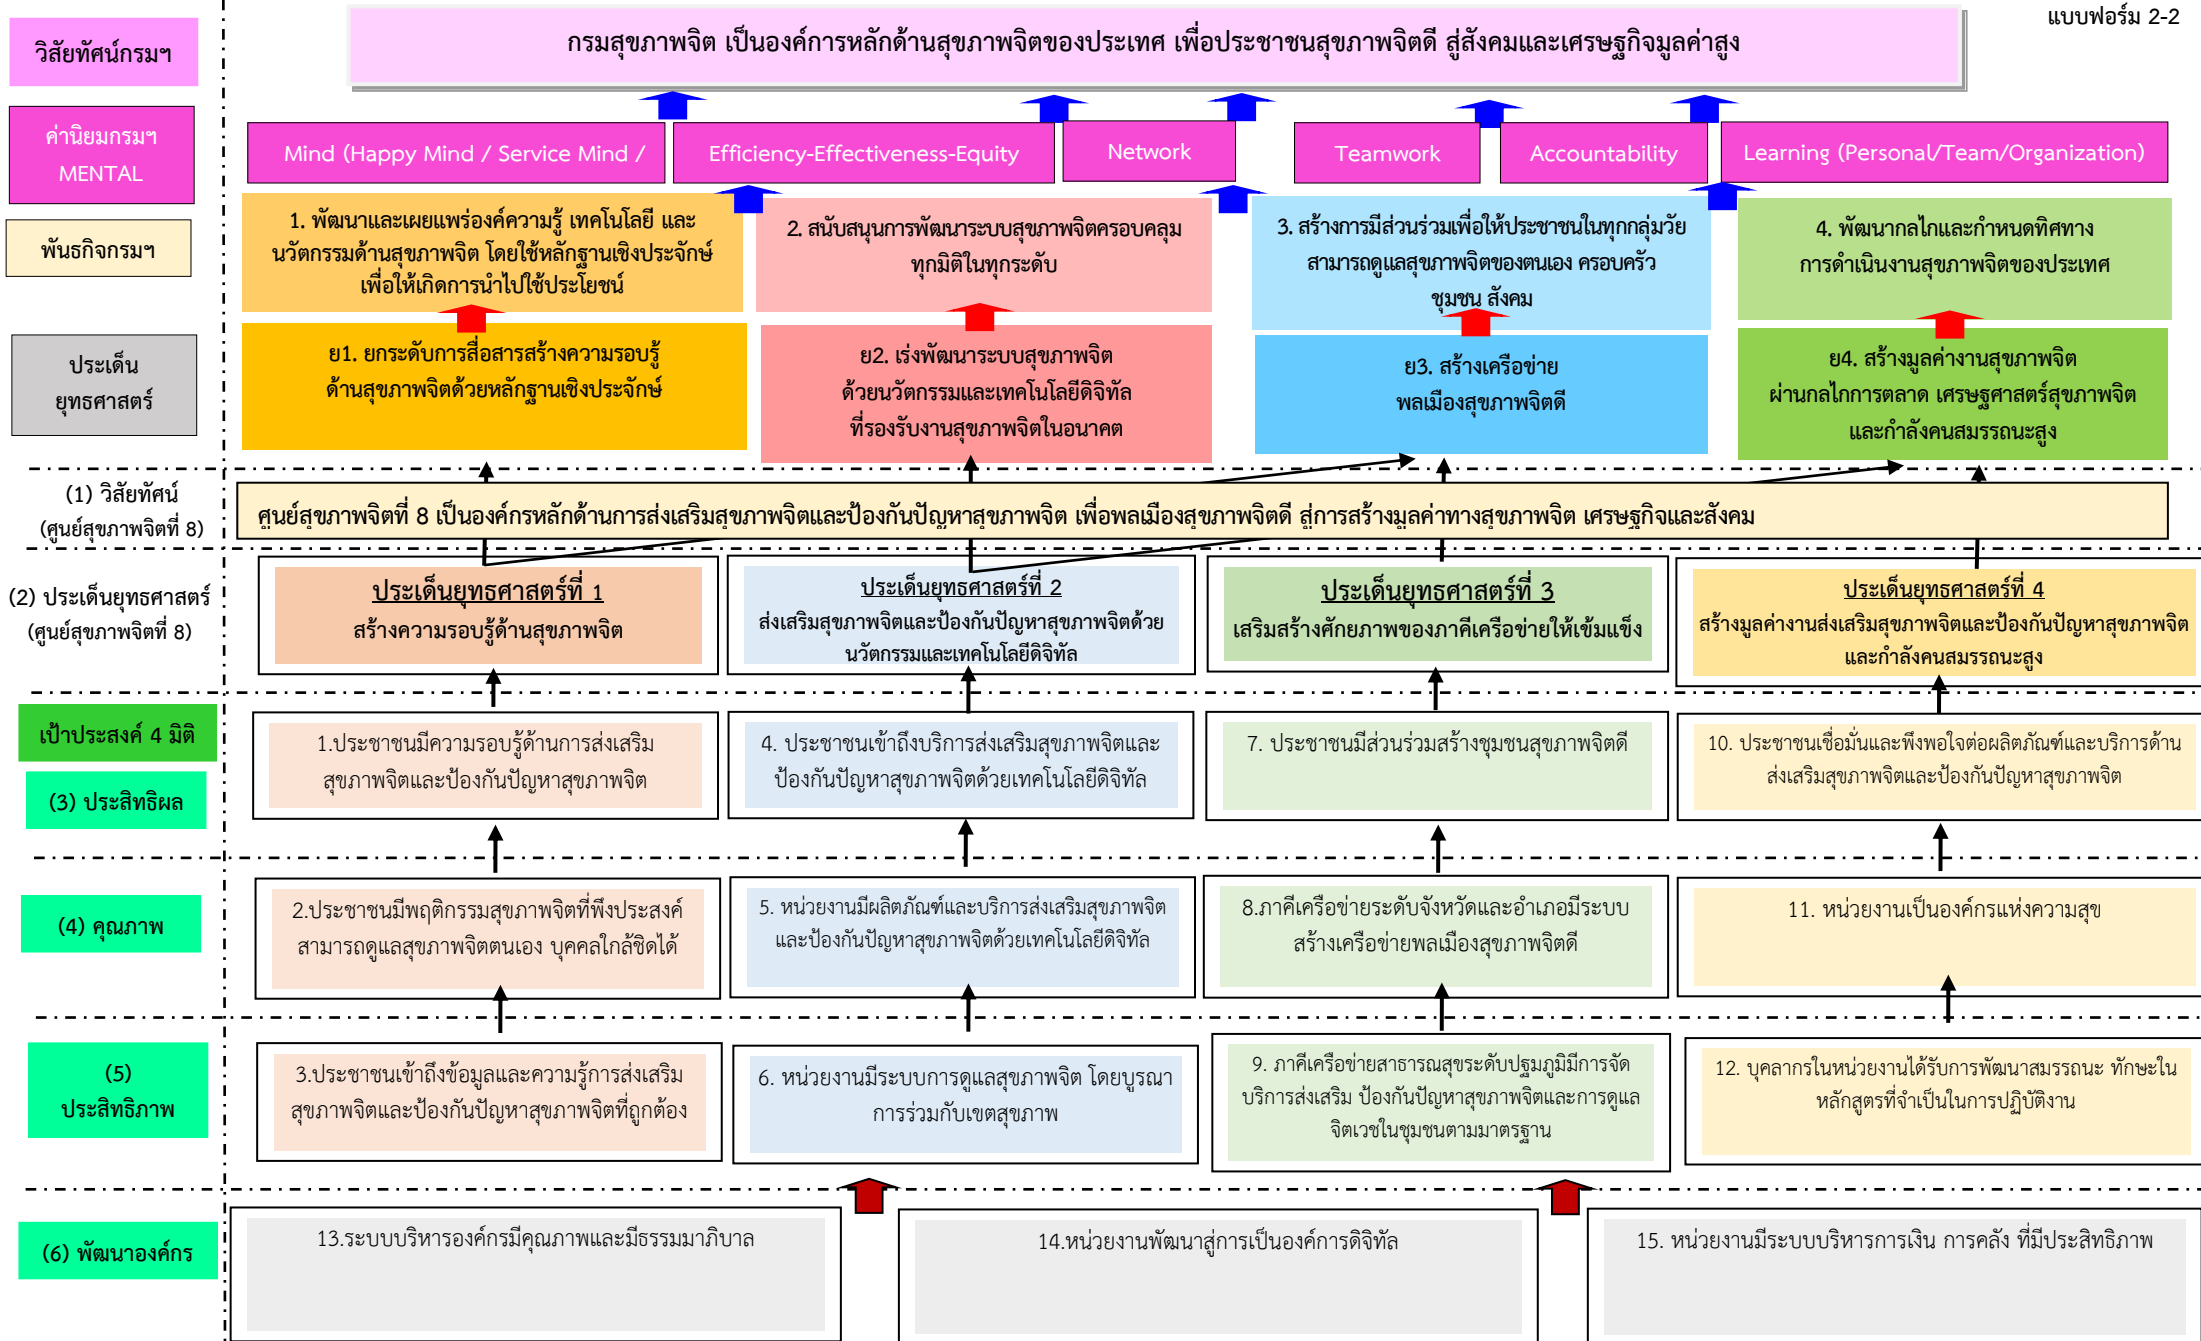 แบบฟอร์ม 2-2
วิสัยทัศน์กรมฯ
กรมสุขภาพจิต เป็นองค์การหลักด้านสุขภาพจิตของประเทศ เพื่อประชาชนสุขภาพจิตดี สู่สังคมและเศรษฐกิจมูลค่าสูง
ค่านิยมกรมฯ
MENTAL
Mind (Happy Mind / Service Mind /
Efficiency-Effectiveness-Equity
Network
Teamwork
Accountability
Learning (Personal/Team/Organization)
พันธกิจกรมฯ
1. พัฒนาและเผยแพร่องค์ความรู้ เทคโนโลยี และ
นวัตกรรมด้านสุขภาพจิต โดยใช้หลักฐานเชิงประจักษ์
เพื่อให้เกิดการนำไปใช้ประโยชน์
2. สนับสนุนการพัฒนาระบบสุขภาพจิตครอบคลุม
ทุกมิติในทุกระดับ
3. สร้างการมีส่วนร่วมเพื่อให้ประชาชนในทุกกลุ่มวัย
สามารถดูแลสุขภาพจิตของตนเอง ครอบครัว
ชุมชน สังคม
4. พัฒนากลไกและกำหนดทิศทาง
การดำเนินงานสุขภาพจิตของประเทศ
ประเด็น
ยุทธศาสตร์
ย1. ยกระดับการสื่อสารสร้างความรอบรู้
ด้านสุขภาพจิตด้วยหลักฐานเชิงประจักษ์
ย2. เร่งพัฒนาระบบสุขภาพจิต
ด้วยนวัตกรรมและเทคโนโลยีดิจิทัล
ที่รองรับงานสุขภาพจิตในอนาคต
ย3. สร้างเครือข่าย
พลเมืองสุขภาพจิตดี
ย4. สร้างมูลค่างานสุขภาพจิต
ผ่านกลไกการตลาด เศรษฐศาสตร์สุขภาพจิต
และกำลังคนสมรรถนะสูง
(1) วิสัยทัศน์
(ศูนย์สุขภาพจิตที่ 8)
ศูนย์สุขภาพจิตที่ 8 เป็นองค์กรหลักด้านการส่งเสริมสุขภาพจิตและป้องกันปัญหาสุขภาพจิต เพื่อพลเมืองสุขภาพจิตดี สู่การสร้างมูลค่าทางสุขภาพจิต เศรษฐกิจและสังคม
(2) ประเด็นยุทธศาสตร์
(ศูนย์สุขภาพจิตที่ 8)
ประเด็นยุทธศาสตร์ที่ 1
สร้างความรอบรู้ด้านสุขภาพจิต
ประเด็นยุทธศาสตร์ที่ 2
ส่งเสริมสุขภาพจิตและป้องกันปัญหาสุขภาพจิตด้วย
นวัตกรรมและเทคโนโลยีดิจิทัล
ประเด็นยุทธศาสตร์ที่ 3
เสริมสร้างศักยภาพของภาคีเครือข่ายให้เข้มแข็ง
ประเด็นยุทธศาสตร์ที่ 4
สร้างมูลค่างานส่งเสริมสุขภาพจิตและป้องกันปัญหาสุขภาพจิต
และกำลังคนสมรรถนะสูง
เป้าประสงค์ 4 มิติ
(3) ประสิทธิผล
1.ประชาชนมีความรอบรู้ด้านการส่งเสริม
สุขภาพจิตและป้องกันปัญหาสุขภาพจิต
4. ประชาชนเข้าถึงบริการส่งเสริมสุขภาพจิตและ
ป้องกันปัญหาสุขภาพจิตด้วยเทคโนโลยีดิจิทัล
7. ประชาชนมีส่วนร่วมสร้างชุมชนสุขภาพจิตดี
10. ประชาชนเชื่อมั่นและพึงพอใจต่อผลิตภัณฑ์และบริการด้าน
ส่งเสริมสุขภาพจิตและป้องกันปัญหาสุขภาพจิต
(4) คุณภาพ
2.ประชาชนมีพฤติกรรมสุขภาพจิตที่พึงประสงค์
สามารถดูแลสุขภาพจิตตนเอง บุคคลใกล้ชิดได้
5. หน่วยงานมีผลิตภัณฑ์และบริการส่งเสริมสุขภาพจิต
และป้องกันปัญหาสุขภาพจิตด้วยเทคโนโลยีดิจิทัล
8.ภาคีเครือข่ายระดับจังหวัดและอำเภอมีระบบ
สร้างเครือข่ายพลเมืองสุขภาพจิตดี
11. หน่วยงานเป็นองค์กรแห่งความสุข
(5)
ประสิทธิภาพ
3.ประชาชนเข้าถึงข้อมูลและความรู้การส่งเสริม
สุขภาพจิตและป้องกันปัญหาสุขภาพจิตที่ถูกต้อง
6. หน่วยงานมีระบบการดูแลสุขภาพจิต โดยบูรณา
การร่วมกับเขตสุขภาพ
9. ภาคีเครือข่ายสาธารณสุขระดับปฐมภูมิมีการจัด
บริการส่งเสริม ป้องกันปัญหาสุขภาพจิตและการดูแล
จิตเวชในชุมชนตามมาตรฐาน
12. บุคลากรในหน่วยงานได้รับการพัฒนาสมรรถนะ ทักษะใน
หลักสูตรที่จำเป็นในการปฏิบัติงาน
(6) พัฒนาองค์กร
13.ระบบบริหารองค์กรมีคุณภาพและมีธรรมมาภิบาล
14.หน่วยงานพัฒนาสู่การเป็นองค์การดิจิทัล
15. หน่วยงานมีระบบบริหารการเงิน การคลัง ที่มีประสิทธิภาพ